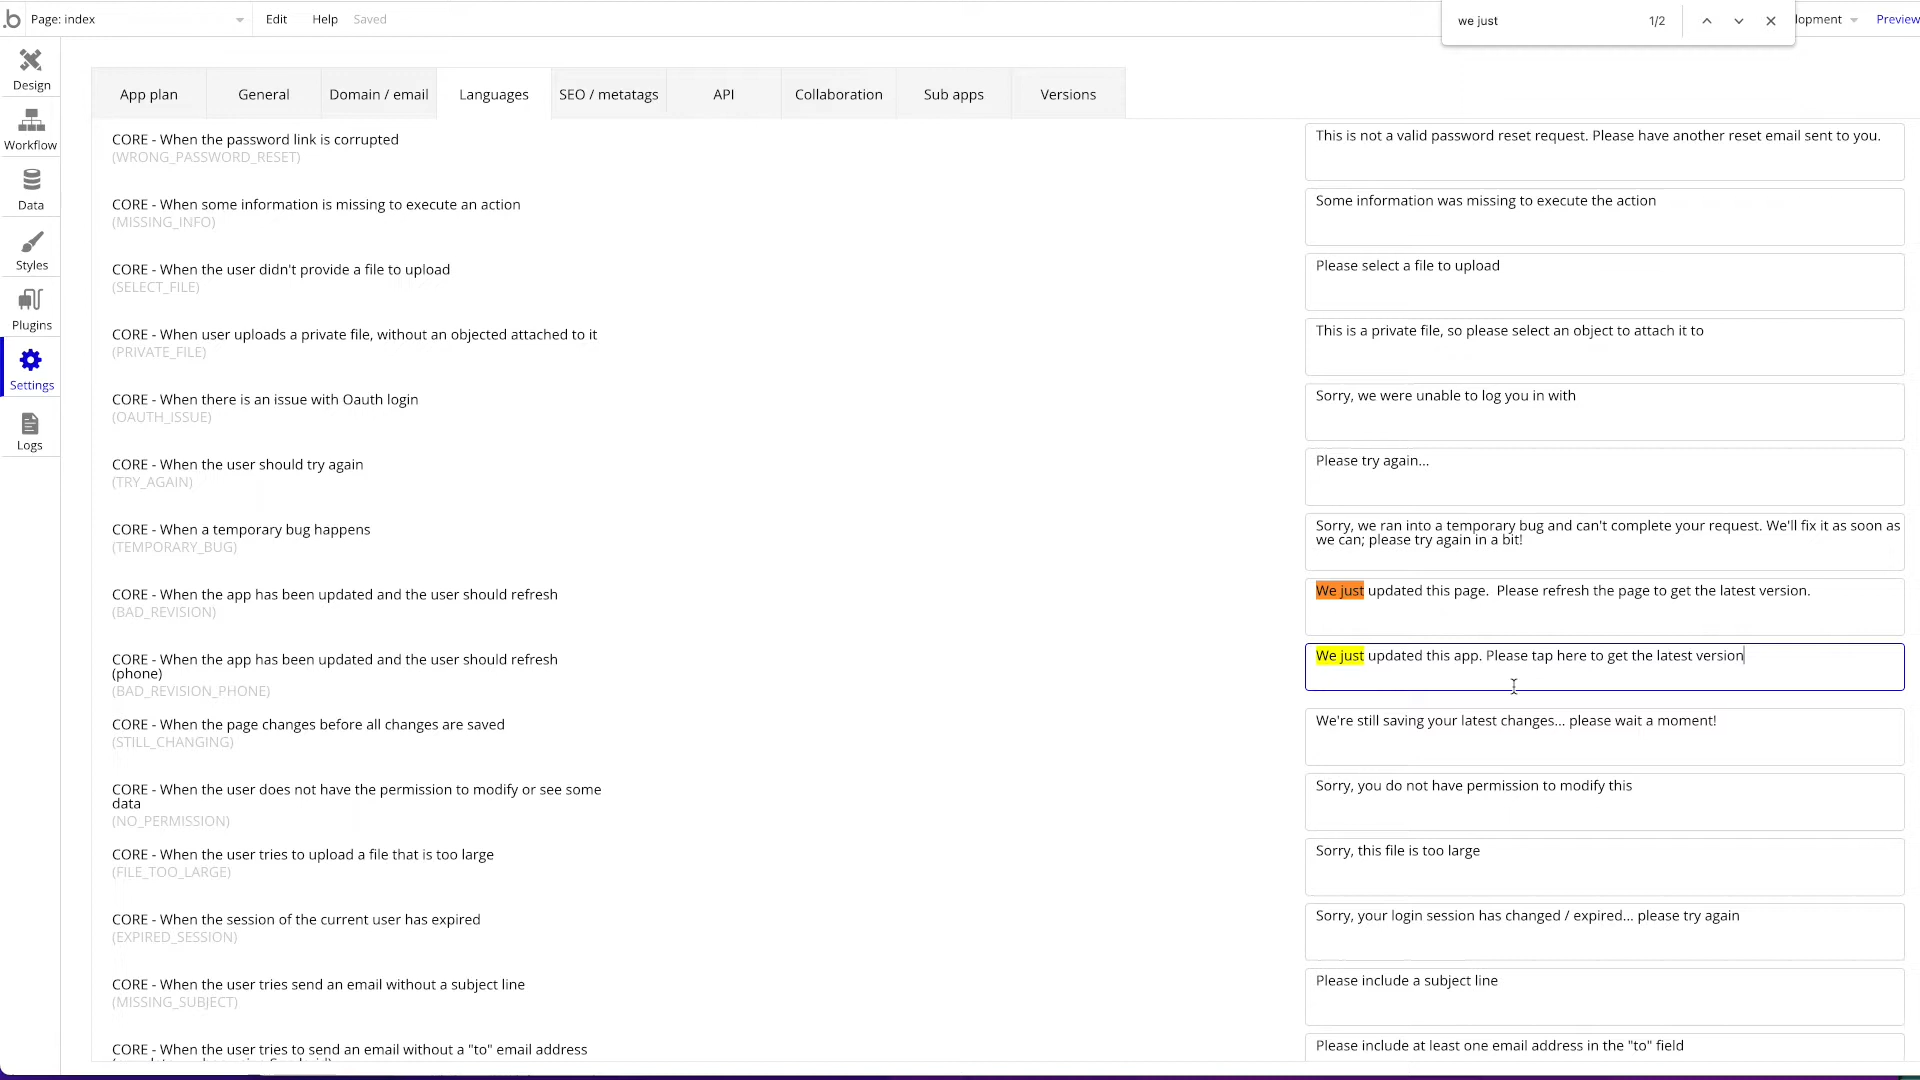 .b Page: index Edit Help Saved we just 1/2 lopment Preview
Design
Workflow
Data
Styles
Plugins
Settings
Logs
App plan General Domain / email Languages SEO / metatags API Collaboration Sub apps Versions
CORE - When the password link is corrupted
(WRONG_PASSWORD_RESET)
This is not a valid password reset request. Please have another reset email sent to you.
CORE - When some information is missing to execute an action
(MISSING_INFO)
Some information was missing to execute the action
CORE - When the user didn't provide a file to upload
(SELECT_FILE)
Please select a file to upload
CORE - When user uploads a private file, without an objected attached to it
(PRIVATE_FILE)
This is a private file, so please select an object to attach it to
CORE - When there is an issue with Oauth login
(OAUTH_ISSUE)
Sorry, we were unable to log you in with
CORE - When the user should try again
(TRY_AGAIN)
Please try again...
CORE - When a temporary bug happens
(TEMPORARY_BUG)
Sorry, we ran into a temporary bug and can't complete your request. We'll fix it as soon as
we can; please try again in a bit!
CORE - When the app has been updated and the user should refresh
(BAD_REVISION)
We just updated this page.  Please refresh the page to get the latest version.
CORE - When the app has been updated and the user should refresh
(phone)
(BAD_REVISION_PHONE)
We just updated this app. Please tap here to get the latest version
CORE - When the page changes before all changes are saved
(STILL_CHANGING)
We're still saving your latest changes... please wait a moment!
CORE - When the user does not have the permission to modify or see some
data
(NO_PERMISSION)
Sorry, you do not have permission to modify this
CORE - When the user tries to upload a file that is too large
(FILE_TOO_LARGE)
Sorry, this file is too large
CORE - When the session of the current user has expired
(EXPIRED_SESSION)
Sorry, your login session has changed / expired... please try again
CORE - When the user tries send an email without a subject line
(MISSING_SUBJECT)
Please include a subject line
CORE - When the user tries to send an email without a "to" email address
Please include at least one email address in the "to" field